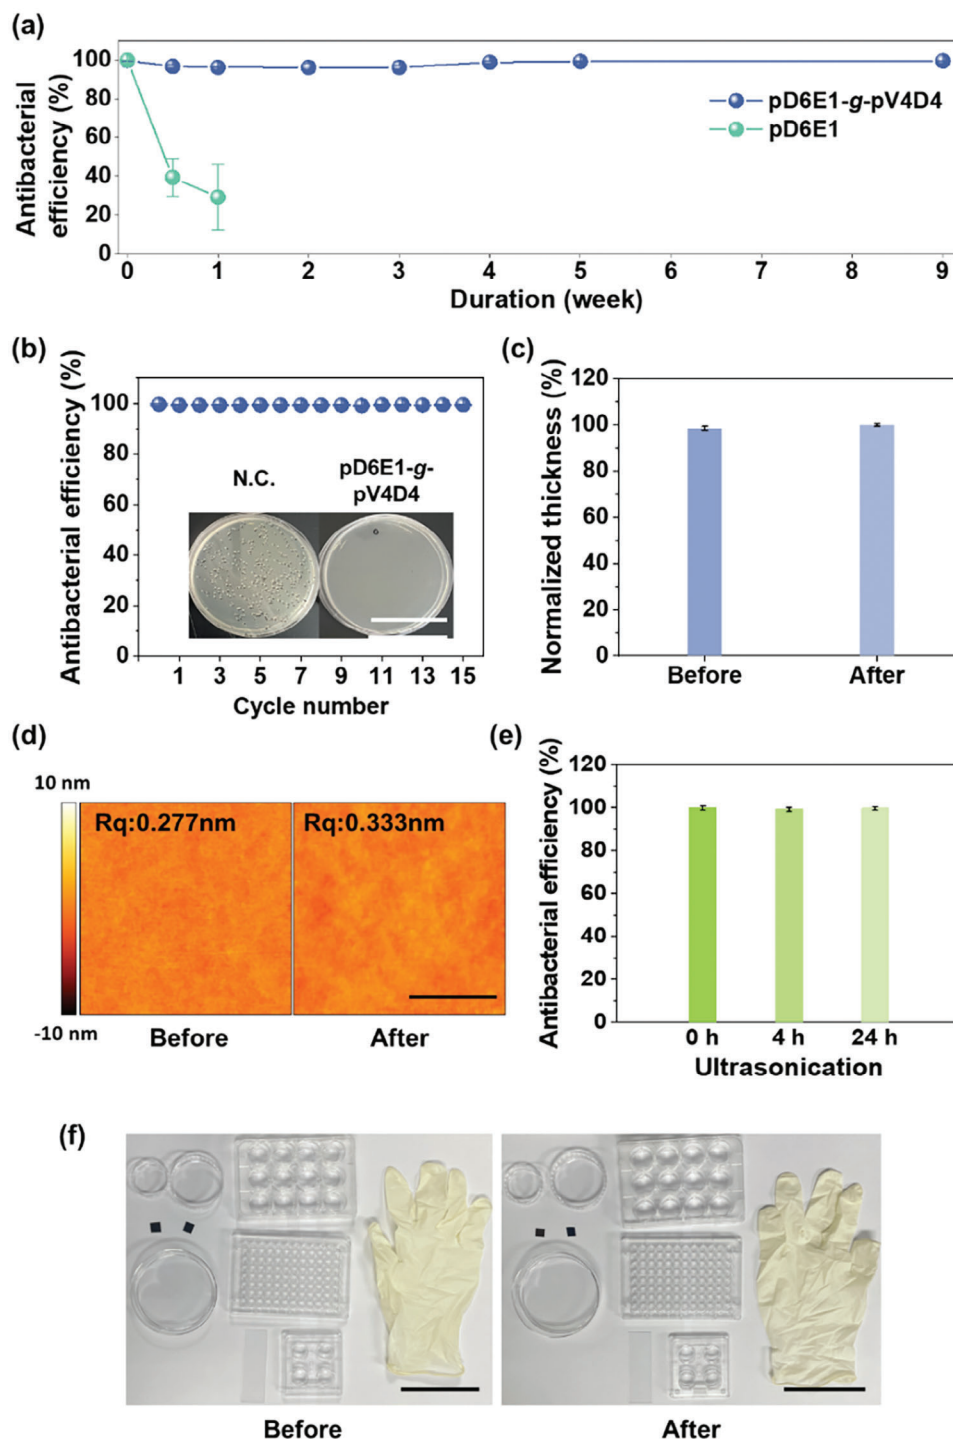 (a)
Antibacterial
efficiency (%)
100
80
60
40
20
0
pD6E1-g-pV4D4
pD6E1
0 1 2 3 4 5 6 7 8 9
Duration (week)
(b)
Antibacterial efficiency (%)
100
80
60
40
20
0
N.C.
pD6E1-g-
pV4D4
1 3 5 7 9 11 13 15
Cycle number
(c)
Normalized thickness (%)
120
100
80
60
40
20
0
Before After
(d)
10 nm
-10 nm
Rq:0.277nm
Rq:0.333nm
Before After
(e)
Antibacterial efficiency (%)
120
100
80
60
40
20
0
0 h 4 h 24 h
Ultrasonication
(f)
Before After